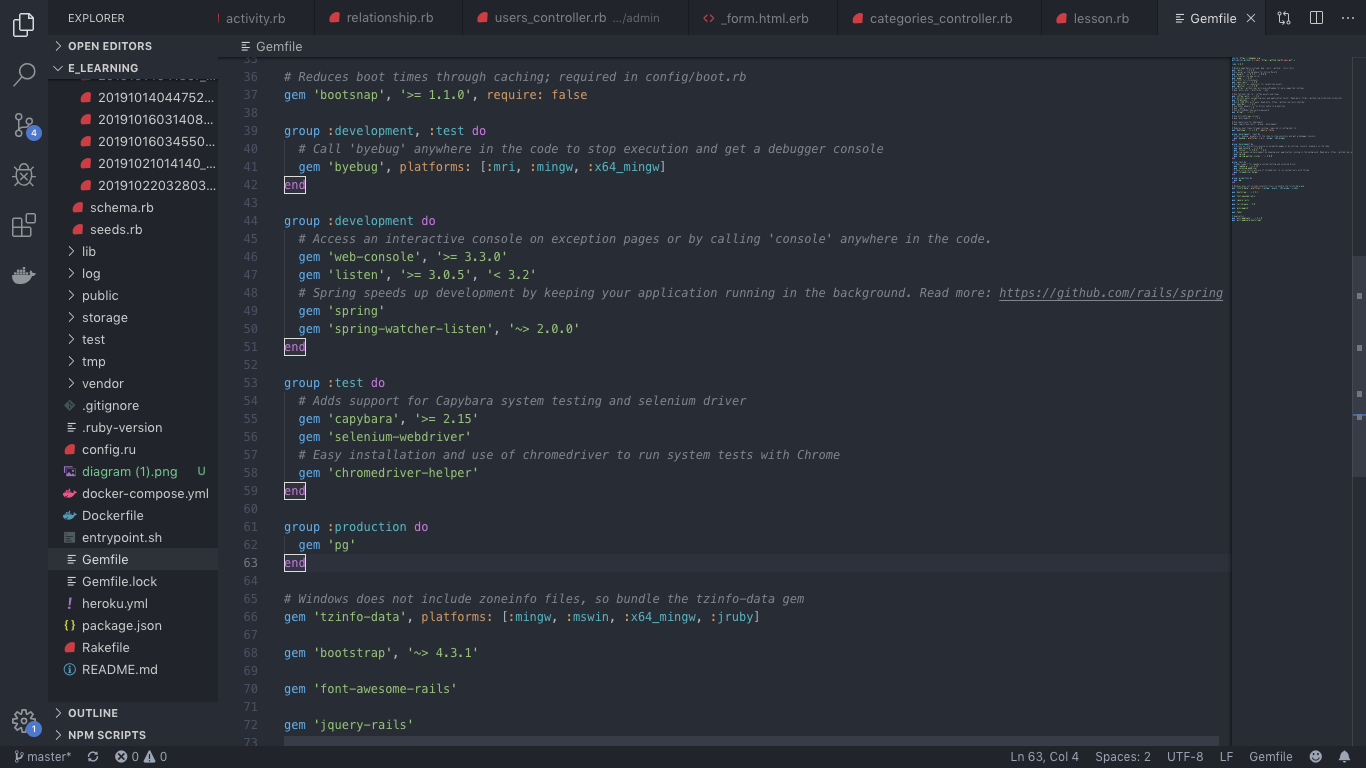 EXPLORER
activity.rb
relationship.rb
users_controller.rb .../admin
_form.html.erb
categories_controller.rb
lesson.rb
Gemfile
OPEN EDITORS
Gemfile
E_LEARNING
20191014044752...
20191016031408...
20191016034550...
20191021014140_...
20191022032803...
schema.rb
seeds.rb
lib
log
public
storage
test
tmp
vendor
.gitignore
.ruby-version
config.ru
diagram (1).png U
docker-compose.yml
Dockerfile
entrypoint.sh
Gemfile
Gemfile.lock
heroku.yml
package.json
Rakefile
README.md
OUTLINE
NPM SCRIPTS
4
1
35
36 # Reduces boot times through caching; required in config/boot.rb
37 gem 'bootsnap', '>= 1.1.0', require: false
38
39 group :development, :test do
40 # Call 'byebug' anywhere in the code to stop execution and get a debugger console
41 gem 'byebug', platforms: [:mri, :mingw, :x64_mingw]
42 end
43
44 group :development do
45 # Access an interactive console on exception pages or by calling 'console' anywhere in the code.
46 gem 'web-console', '>= 3.3.0'
47 gem 'listen', '>= 3.0.5', '< 3.2'
48 # Spring speeds up development by keeping your application running in the background. Read more: https://github.com/rails/spring
49 gem 'spring'
50 gem 'spring-watcher-listen', '~> 2.0.0'
51 end
52
53 group :test do
54 # Adds support for Capybara system testing and selenium driver
55 gem 'capybara', '>= 2.15'
56 gem 'selenium-webdriver'
57 # Easy installation and use of chromedriver to run system tests with Chrome
58 gem 'chromedriver-helper'
59 end
60
61 group :production do
62 gem 'pg'
63 end
64
65 # Windows does not include zoneinfo files, so bundle the tzinfo-data gem
66 gem 'tzinfo-data', platforms: [:mingw, :mswin, :x64_mingw, :jruby]
67
68 gem 'bootstrap', '~> 4.3.1'
69
70 gem 'font-awesome-rails'
71
72 gem 'jquery-rails'
73
master* 0 0 Ln 63, Col 4 Spaces: 2 UTF-8 LF Gemfile